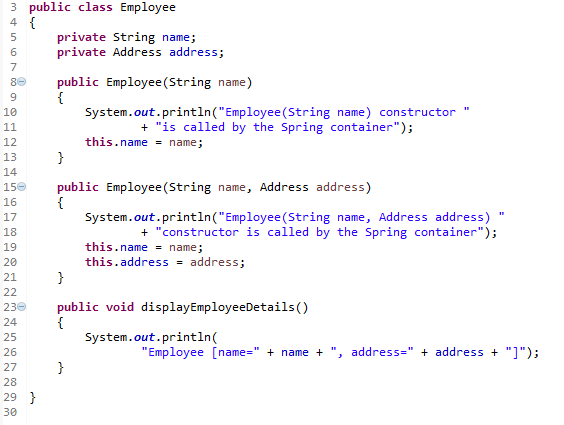 3 public class Employee
4 {
5     private String name;
6     private Address address;
7
8     public Employee(String name)
9     {
10         System.out.println("Employee(String name) constructor "
11                 + "is called by the Spring container");
12         this.name = name;
13     }
14
15     public Employee(String name, Address address)
16     {
17         System.out.println("Employee(String name, Address address) "
18                 + "constructor is called by the Spring container");
19         this.name = name;
20         this.address = address;
21     }
22
23     public void displayEmployeeDetails()
24     {
25         System.out.println(
26                 "Employee [name=" + name + ", address=" + address + "]");
27     }
28
29 }
30